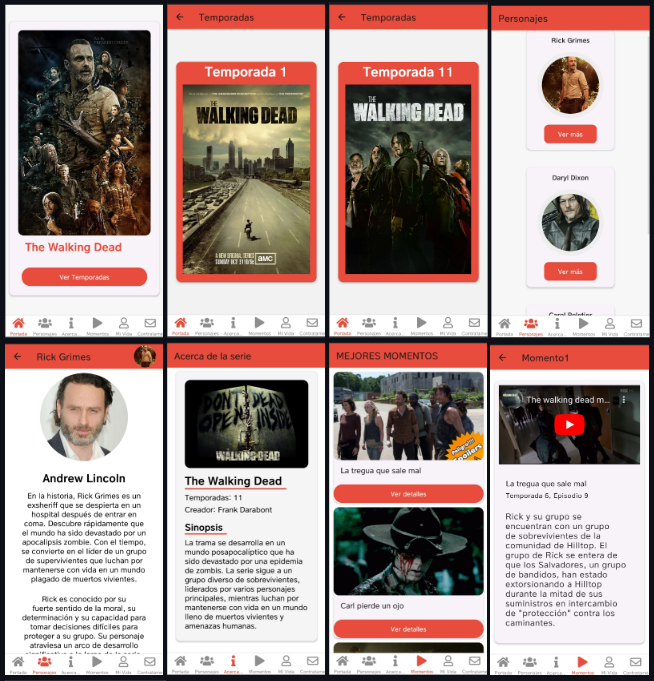 The Walking Dead
Ver Temporadas
Portada Personajes Acerca... Momentos Mi Vida Contratame
Temporadas
Temporada 1
THE
WALKING DEAD
A NEW ORIGINAL SERIES
SUNDAY OCT 31 10/9c
amc
Portada Personajes Acerca... Momentos Mi Vida Contratame
Temporadas
Temporada 11
THE
WALKING DEAD
Portada Personajes Acerca... Momentos Mi Vida Contratame
Personajes
Rick Grimes
Ver más
Daryl Dixon
Ver más
Carol Peletier
Portada Personajes Acerca... Momentos Mi Vida Contratame
Rick Grimes
Andrew Lincoln
En la historia, Rick Grimes es un
exsheriff que se despierta en un
hospital después de entrar en
coma. Descubre rápidamente que
el mundo ha sido devastado por un
apocalipsis zombie. Con el tiempo,
se convierte en el líder de un grupo
de supervivientes que luchan por
mantenerse con vida en un mundo
plagado de muertos vivientes.
Rick es conocido por su
fuerte sentido de la moral, su
determinación y su capacidad para
tomar decisiones difíciles para
proteger a su grupo. Su personaje
atraviesa un arco de desarrollo
Portada Personajes Acerca... Momentos Mi Vida Contratame
Acerca de la serie
DON'T DEAD
OPEN INSIDE
THE
WALKING DEAD
The Walking Dead
Temporadas: 11
Creador: Frank Darabont
Sinopsis
La trama se desarrolla en un
mundo posapocalíptico que ha
sido devastado por una epidemia
de zombis. La serie sigue a un
grupo diverso de sobrevivientes,
liderados por varios personajes
principales, mientras luchan por
mantenerse con vida en un mundo
lleno de muertos vivientes y
amenazas humanas.
Portada Personajes Acerca... Momentos Mi Vida Contratame
MEJORES MOMENTOS
¡Peligro!
Spoilers
La tregua que sale mal
Ver detalles
Carl pierde un ojo
Ver detalles
Portada Personajes Acerca... Momentos Mi Vida Contratame
Momento1
The walking dead m...
La tregua que sale mal
Temporada 6, Episodio 9
Rick y su grupo se
encuentran con un grupo
de sobrevivientes de la
comunidad de Hilltop. El
grupo de Rick se entera de
que los Salvadores, un grupo
de bandidos, han estado
extorsionando a Hilltop
durante la mitad de sus
suministros en intercambio
de "protección" contra los
caminantes.
Portada Personajes Acerca... Momentos Mi Vida Contratame